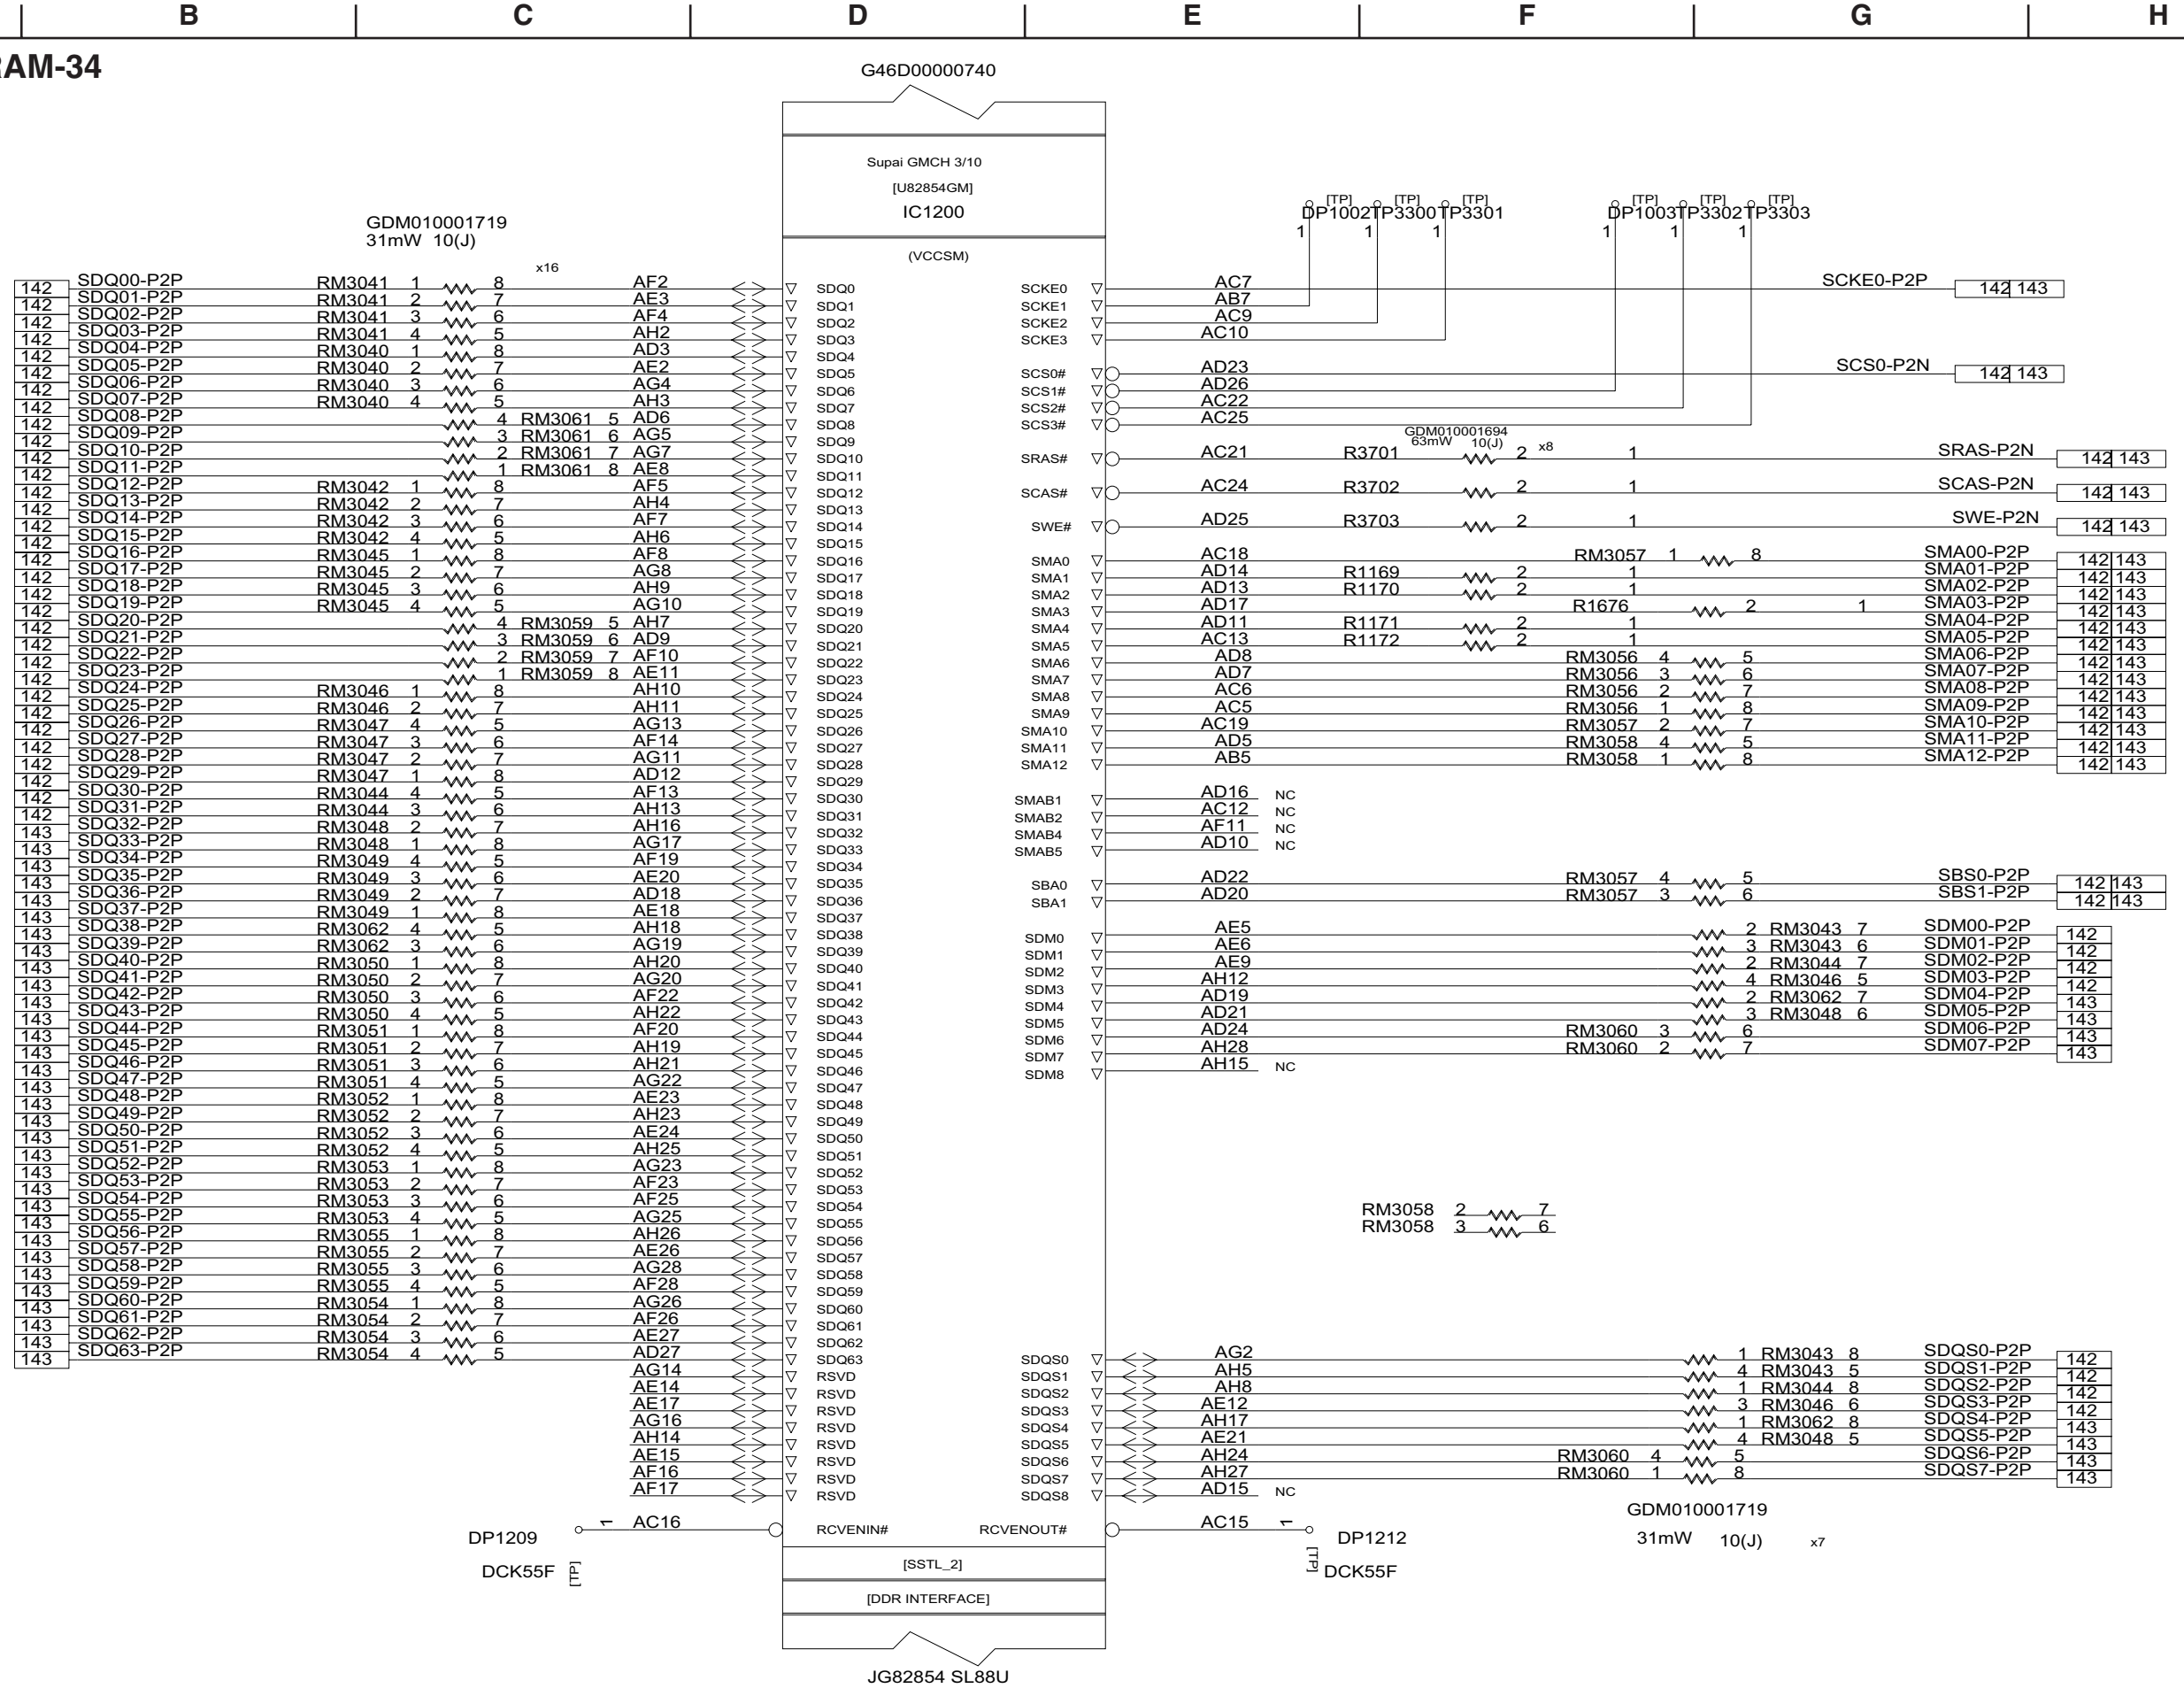 B C D E F G H
RAM-34
G46D00000740
Supai GMCH 3/10
[U82854GM]
IC1200
(VCCSM)
GDM010001719
31mW 10(J)
x16
[TP] [TP] [TP] [TP] [TP] [TP]
DP1002 TP3300 TP3301 DP1003 TP3302 TP3303
1 1 1 1 1 1
142 SDQ00-P2P RM3041 1 8 AF2 SDQ0
142 SDQ01-P2P RM3041 2 7 AE3 SDQ1
142 SDQ02-P2P RM3041 3 6 AF4 SDQ2
142 SDQ03-P2P RM3041 4 5 AH2 SDQ3
142 SDQ04-P2P RM3040 1 8 AD3 SDQ4
142 SDQ05-P2P RM3040 2 7 AE2 SDQ5
142 SDQ06-P2P RM3040 3 6 AG4 SDQ6
142 SDQ07-P2P RM3040 4 5 AH3 SDQ7
142 SDQ08-P2P 4 RM3061 5 AD6 SDQ8
142 SDQ09-P2P 3 RM3061 6 AG5 SDQ9
142 SDQ10-P2P 2 RM3061 7 AG7 SDQ10
142 SDQ11-P2P 1 RM3061 8 AE8 SDQ11
142 SDQ12-P2P RM3042 1 8 AF5 SDQ12
142 SDQ13-P2P RM3042 2 7 AH4 SDQ13
142 SDQ14-P2P RM3042 3 6 AF7 SDQ14
142 SDQ15-P2P RM3042 4 5 AH6 SDQ15
142 SDQ16-P2P RM3045 1 8 AF8 SDQ16
142 SDQ17-P2P RM3045 2 7 AG8 SDQ17
142 SDQ18-P2P RM3045 3 6 AH9 SDQ18
142 SDQ19-P2P RM3045 4 5 AG10 SDQ19
142 SDQ20-P2P 4 RM3059 5 AH7 SDQ20
142 SDQ21-P2P 3 RM3059 6 AD9 SDQ21
142 SDQ22-P2P 2 RM3059 7 AF10 SDQ22
142 SDQ23-P2P 1 RM3059 8 AE11 SDQ23
142 SDQ24-P2P RM3046 1 8 AH10 SDQ24
142 SDQ25-P2P RM3046 2 7 AH11 SDQ25
142 SDQ26-P2P RM3047 4 5 AG13 SDQ26
142 SDQ27-P2P RM3047 3 6 AF14 SDQ27
142 SDQ28-P2P RM3047 2 7 AG11 SDQ28
142 SDQ29-P2P RM3047 1 8 AD12 SDQ29
142 SDQ30-P2P RM3044 4 5 AF13 SDQ30
142 SDQ31-P2P RM3044 3 6 AH13 SDQ31
143 SDQ32-P2P RM3048 2 7 AH16 SDQ32
143 SDQ33-P2P RM3048 1 8 AG17 SDQ33
143 SDQ34-P2P RM3049 4 5 AF19 SDQ34
143 SDQ35-P2P RM3049 3 6 AE20 SDQ35
143 SDQ36-P2P RM3049 2 7 AD18 SDQ36
143 SDQ37-P2P RM3049 1 8 AE18 SDQ37
143 SDQ38-P2P RM3062 4 5 AH18 SDQ38
143 SDQ39-P2P RM3062 3 6 AG19 SDQ39
143 SDQ40-P2P RM3050 1 8 AH20 SDQ40
143 SDQ41-P2P RM3050 2 7 AG20 SDQ41
143 SDQ42-P2P RM3050 3 6 AF22 SDQ42
143 SDQ43-P2P RM3050 4 5 AH22 SDQ43
143 SDQ44-P2P RM3051 1 8 AF20 SDQ44
143 SDQ45-P2P RM3051 2 7 AH19 SDQ45
143 SDQ46-P2P RM3051 3 6 AH21 SDQ46
143 SDQ47-P2P RM3051 4 5 AG22 SDQ47
143 SDQ48-P2P RM3052 1 8 AE23 SDQ48
143 SDQ49-P2P RM3052 2 7 AH23 SDQ49
143 SDQ50-P2P RM3052 3 6 AE24 SDQ50
143 SDQ51-P2P RM3052 4 5 AH25 SDQ51
143 SDQ52-P2P RM3053 1 8 AG23 SDQ52
143 SDQ53-P2P RM3053 2 7 AF23 SDQ53
143 SDQ54-P2P RM3053 3 6 AF25 SDQ54
143 SDQ55-P2P RM3053 4 5 AG25 SDQ55
143 SDQ56-P2P RM3055 1 8 AH26 SDQ56
143 SDQ57-P2P RM3055 2 7 AE26 SDQ57
143 SDQ58-P2P RM3055 3 6 AG28 SDQ58
143 SDQ59-P2P RM3055 4 5 AF28 SDQ59
143 SDQ60-P2P RM3054 1 8 AG26 SDQ60
143 SDQ61-P2P RM3054 2 7 AF26 SDQ61
143 SDQ62-P2P RM3054 3 6 AE27 SDQ62
143 SDQ63-P2P RM3054 4 5 AD27 SDQ63
AG14 RSVD
AE14 RSVD
AE17 RSVD
AG16 RSVD
AH14 RSVD
AE15 RSVD
AF16 RSVD
AF17 RSVD
DP1209 1 AC16 RCVENIN#
DCK55F [TP]
SCKE0 AC7 SCKE0-P2P 142 143
SCKE1 AB7
SCKE2 AC9
SCKE3 AC10
SCS0# AD23 SCS0-P2N 142 143
SCS1# AD26
SCS2# AC22
SCS3# AC25
GDM010001694
63mW 10(J) x8
SRAS# AC21 R3701 2 1 SRAS-P2N 142 143
SCAS# AC24 R3702 2 1 SCAS-P2N 142 143
SWE# AD25 R3703 2 1 SWE-P2N 142 143
SMA0 AC18 RM3057 1 8 SMA00-P2P 142 143
SMA1 AD14 R1169 2 1 SMA01-P2P 142 143
SMA2 AD13 R1170 2 1 SMA02-P2P 142 143
SMA3 AD17 R1676 2 1 SMA03-P2P 142 143
SMA4 AD11 R1171 2 1 SMA04-P2P 142 143
SMA5 AC13 R1172 2 1 SMA05-P2P 142 143
SMA6 AD8 RM3056 4 5 SMA06-P2P 142 143
SMA7 AD7 RM3056 3 6 SMA07-P2P 142 143
SMA8 AC6 RM3056 2 7 SMA08-P2P 142 143
SMA9 AC5 RM3056 1 8 SMA09-P2P 142 143
SMA10 AC19 RM3057 2 7 SMA10-P2P 142 143
SMA11 AD5 RM3058 4 5 SMA11-P2P 142 143
SMA12 AB5 RM3058 1 8 SMA12-P2P 142 143
SMAB1 AD16 NC
SMAB2 AC12 NC
SMAB4 AF11 NC
SMAB5 AD10 NC
SBA0 AD22 RM3057 4 5 SBS0-P2P 142 143
SBA1 AD20 RM3057 3 6 SBS1-P2P 142 143
SDM0 AE5 2 RM3043 7 SDM00-P2P 142
SDM1 AE6 3 RM3043 6 SDM01-P2P 142
SDM2 AE9 2 RM3044 7 SDM02-P2P 142
SDM3 AH12 4 RM3046 5 SDM03-P2P 142
SDM4 AD19 2 RM3062 7 SDM04-P2P 143
SDM5 AD21 3 RM3048 6 SDM05-P2P 143
SDM6 AD24 RM3060 3 6 SDM06-P2P 143
SDM7 AH28 RM3060 2 7 SDM07-P2P 143
SDM8 AH15 NC
RM3058 2 7
RM3058 3 6
SDQS0 AG2 1 RM3043 8 SDQS0-P2P 142
SDQS1 AH5 4 RM3043 5 SDQS1-P2P 142
SDQS2 AH8 1 RM3044 8 SDQS2-P2P 142
SDQS3 AE12 3 RM3046 6 SDQS3-P2P 142
SDQS4 AH17 1 RM3062 8 SDQS4-P2P 143
SDQS5 AE21 4 RM3048 5 SDQS5-P2P 143
SDQS6 AH24 RM3060 4 5 SDQS6-P2P 143
SDQS7 AH27 RM3060 1 8 SDQS7-P2P 143
SDQS8 AD15 NC
GDM010001719
31mW 10(J) x7
RCVENOUT# AC15 1 DP1212
[TP] DCK55F
[SSTL_2]
[DDR INTERFACE]
JG82854 SL88U